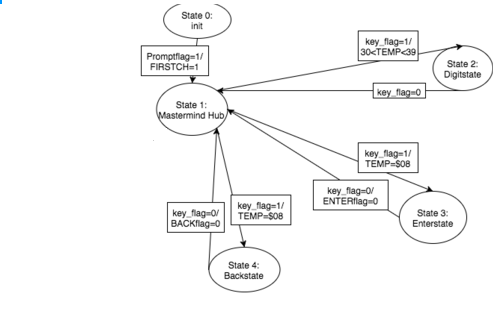 State 0:
init
Promptflag=1/
FIRSTCH=1
key_flag=1/
30<TEMP<39
State 2:
Digitstate
key_flag=0
State 1:
Mastermind Hub
key_flag=1/
TEMP=$08
key_flag=0/
ENTERflag=0
State 3:
Enterstate
key_flag=0/
BACKflag=0
key_flag=1/
TEMP=$08
State 4:
Backstate